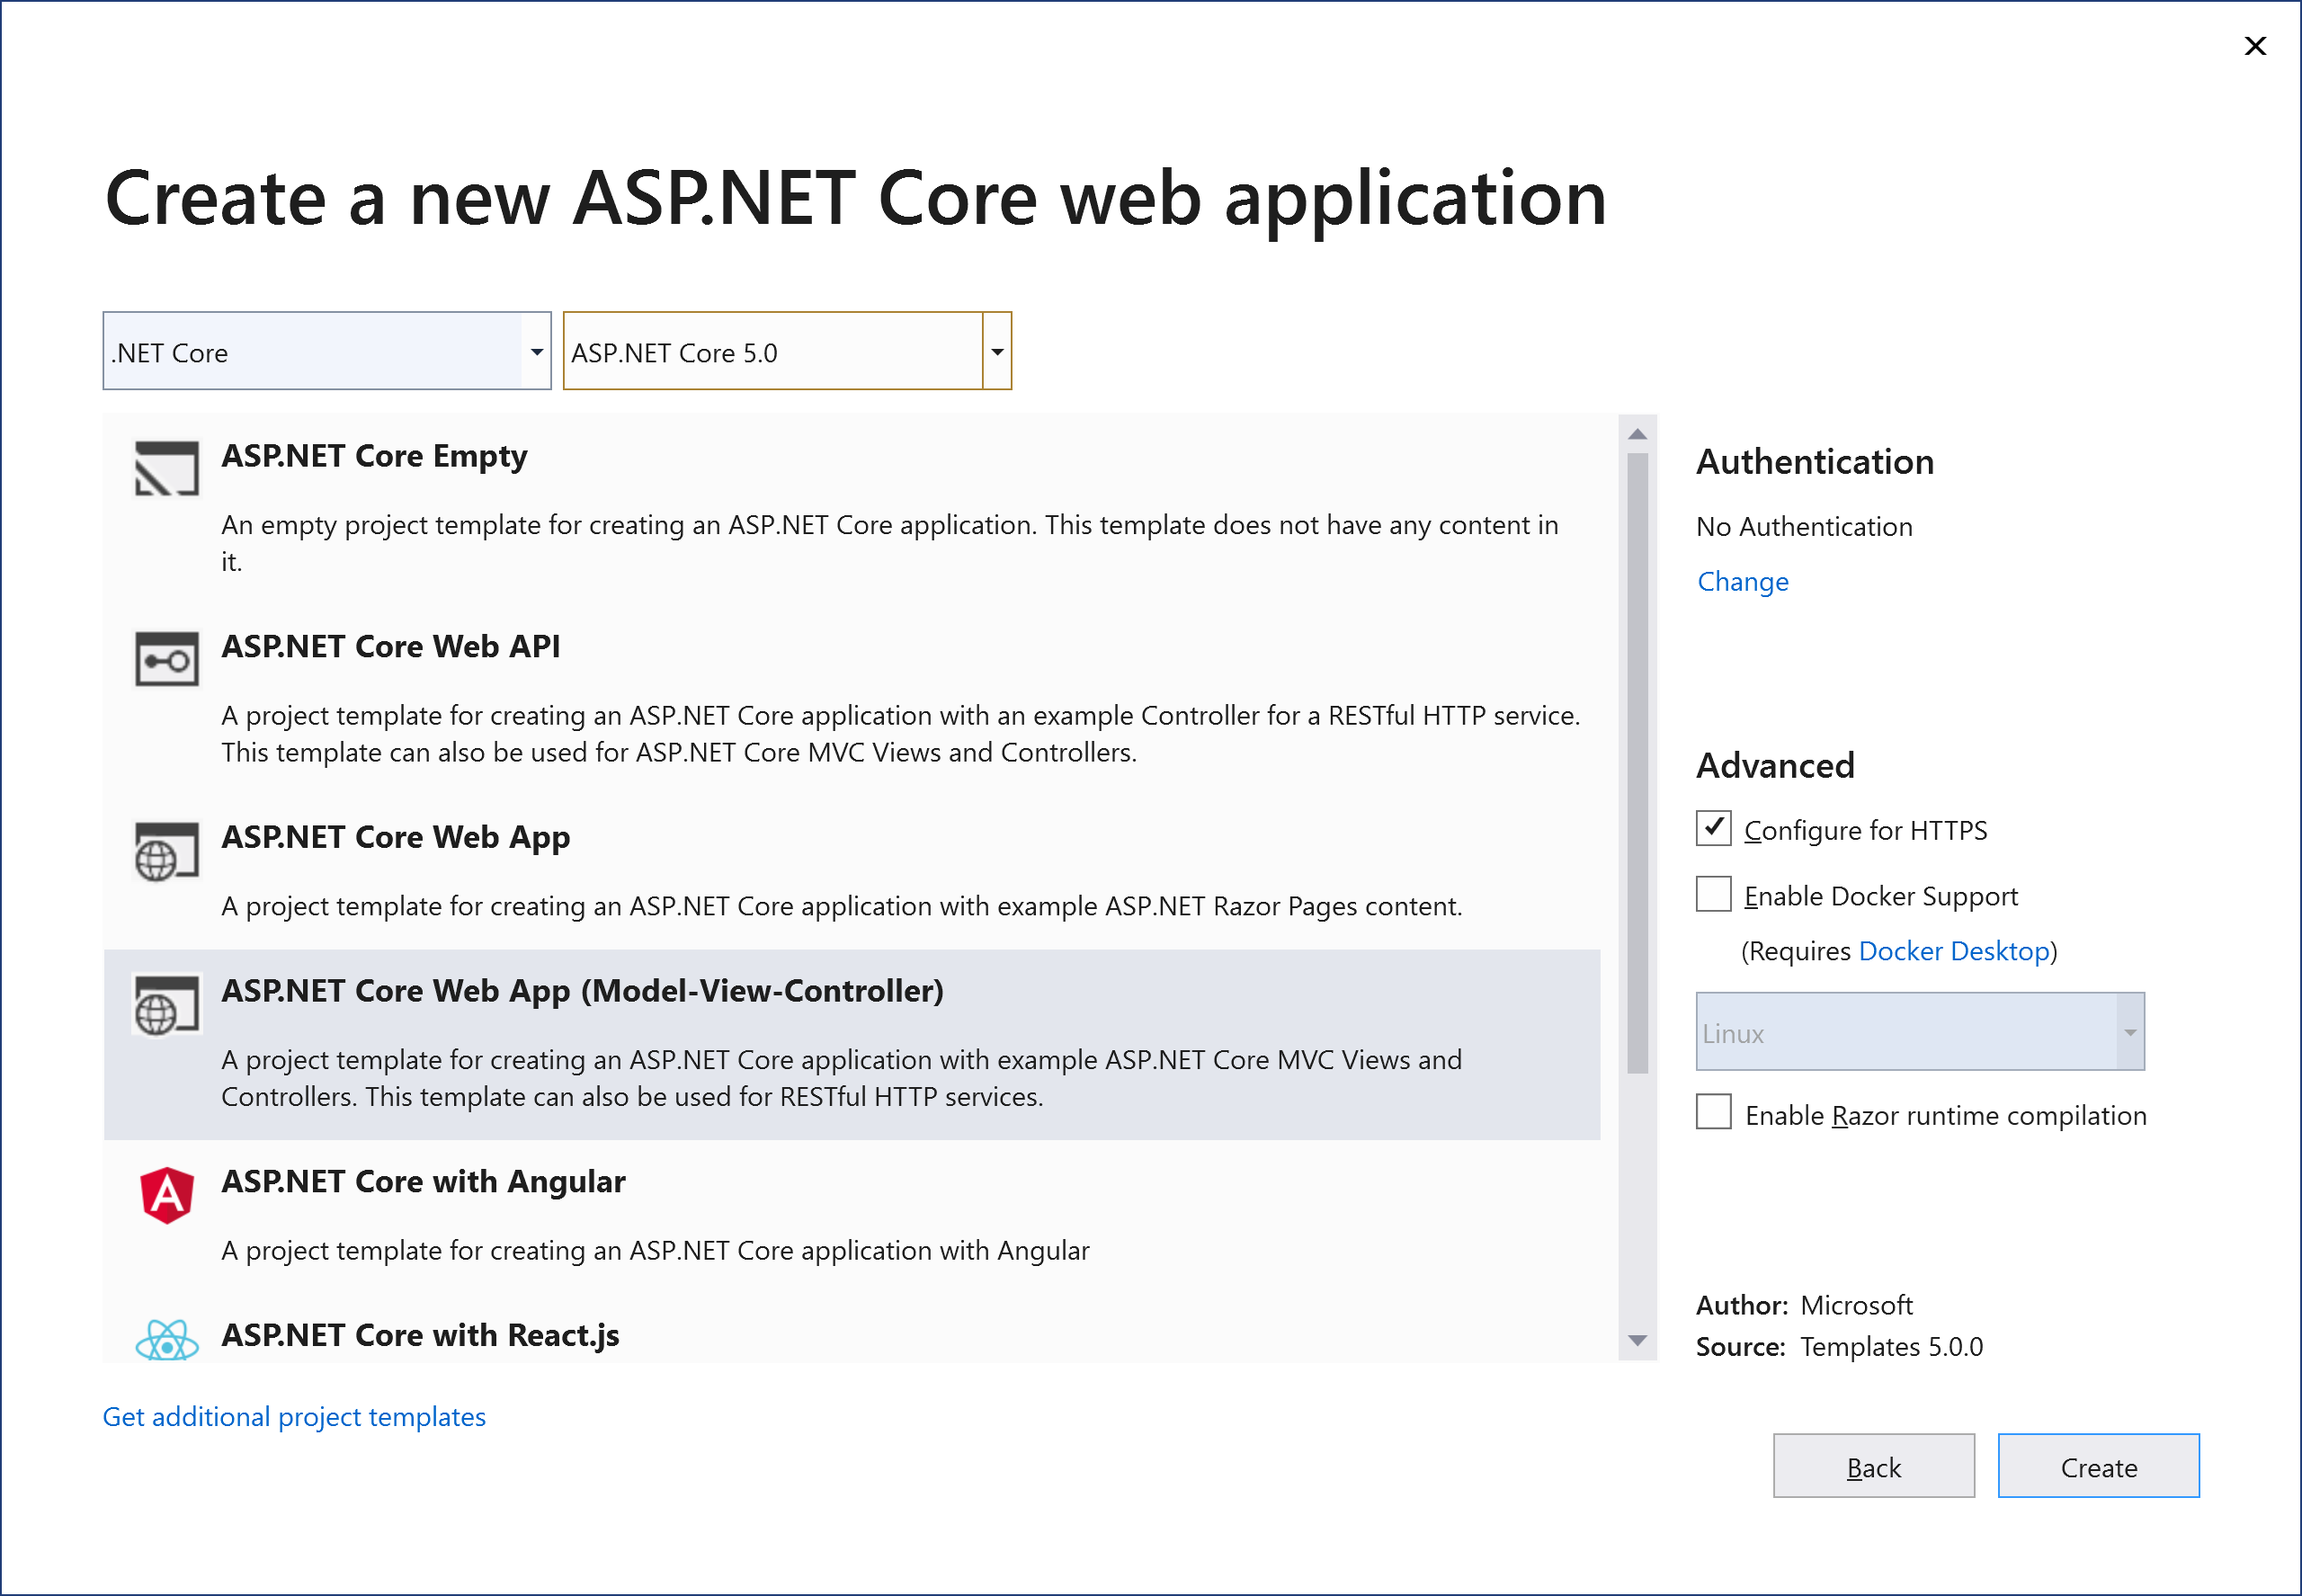 Create a new ASP.NET Core web application
.NET Core
ASP.NET Core 5.0
ASP.NET Core Empty
An empty project template for creating an ASP.NET Core application. This template does not have any content in
it.
ASP.NET Core Web API
A project template for creating an ASP.NET Core application with an example Controller for a RESTful HTTP service.
This template can also be used for ASP.NET Core MVC Views and Controllers.
ASP.NET Core Web App
A project template for creating an ASP.NET Core application with example ASP.NET Razor Pages content.
ASP.NET Core Web App (Model-View-Controller)
A project template for creating an ASP.NET Core application with example ASP.NET Core MVC Views and
Controllers. This template can also be used for RESTful HTTP services.
ASP.NET Core with Angular
A project template for creating an ASP.NET Core application with Angular
ASP.NET Core with React.js
Get additional project templates
Authentication
No Authentication
Change
Advanced
Configure for HTTPS
Enable Docker Support
(Requires Docker Desktop)
Linux
Enable Razor runtime compilation
Author: Microsoft
Source: Templates 5.0.0
Back
Create